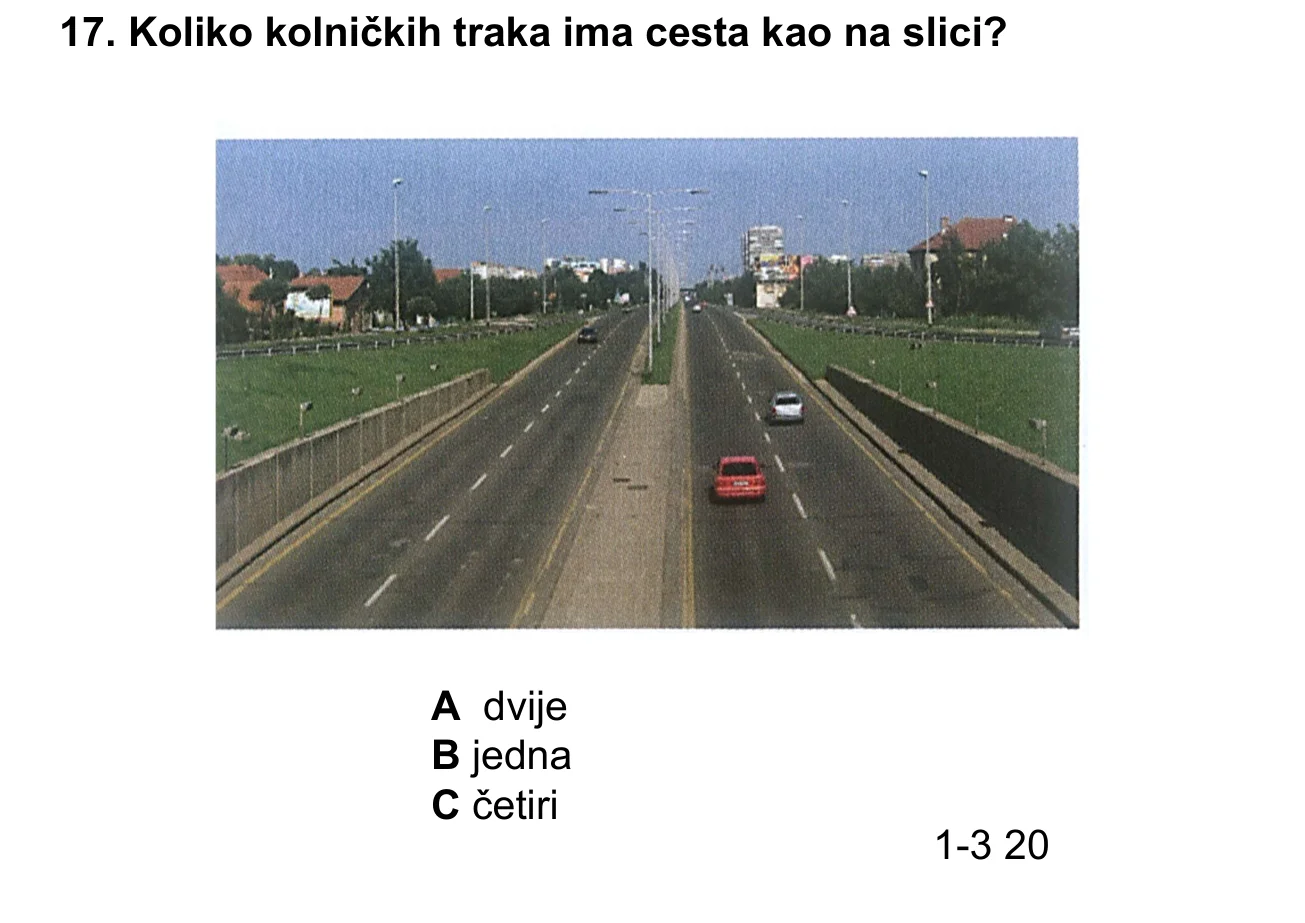 17. Koliko kolničkih traka ima cesta kao na slici?
A dvije
B jedna
C četiri
1-3 20